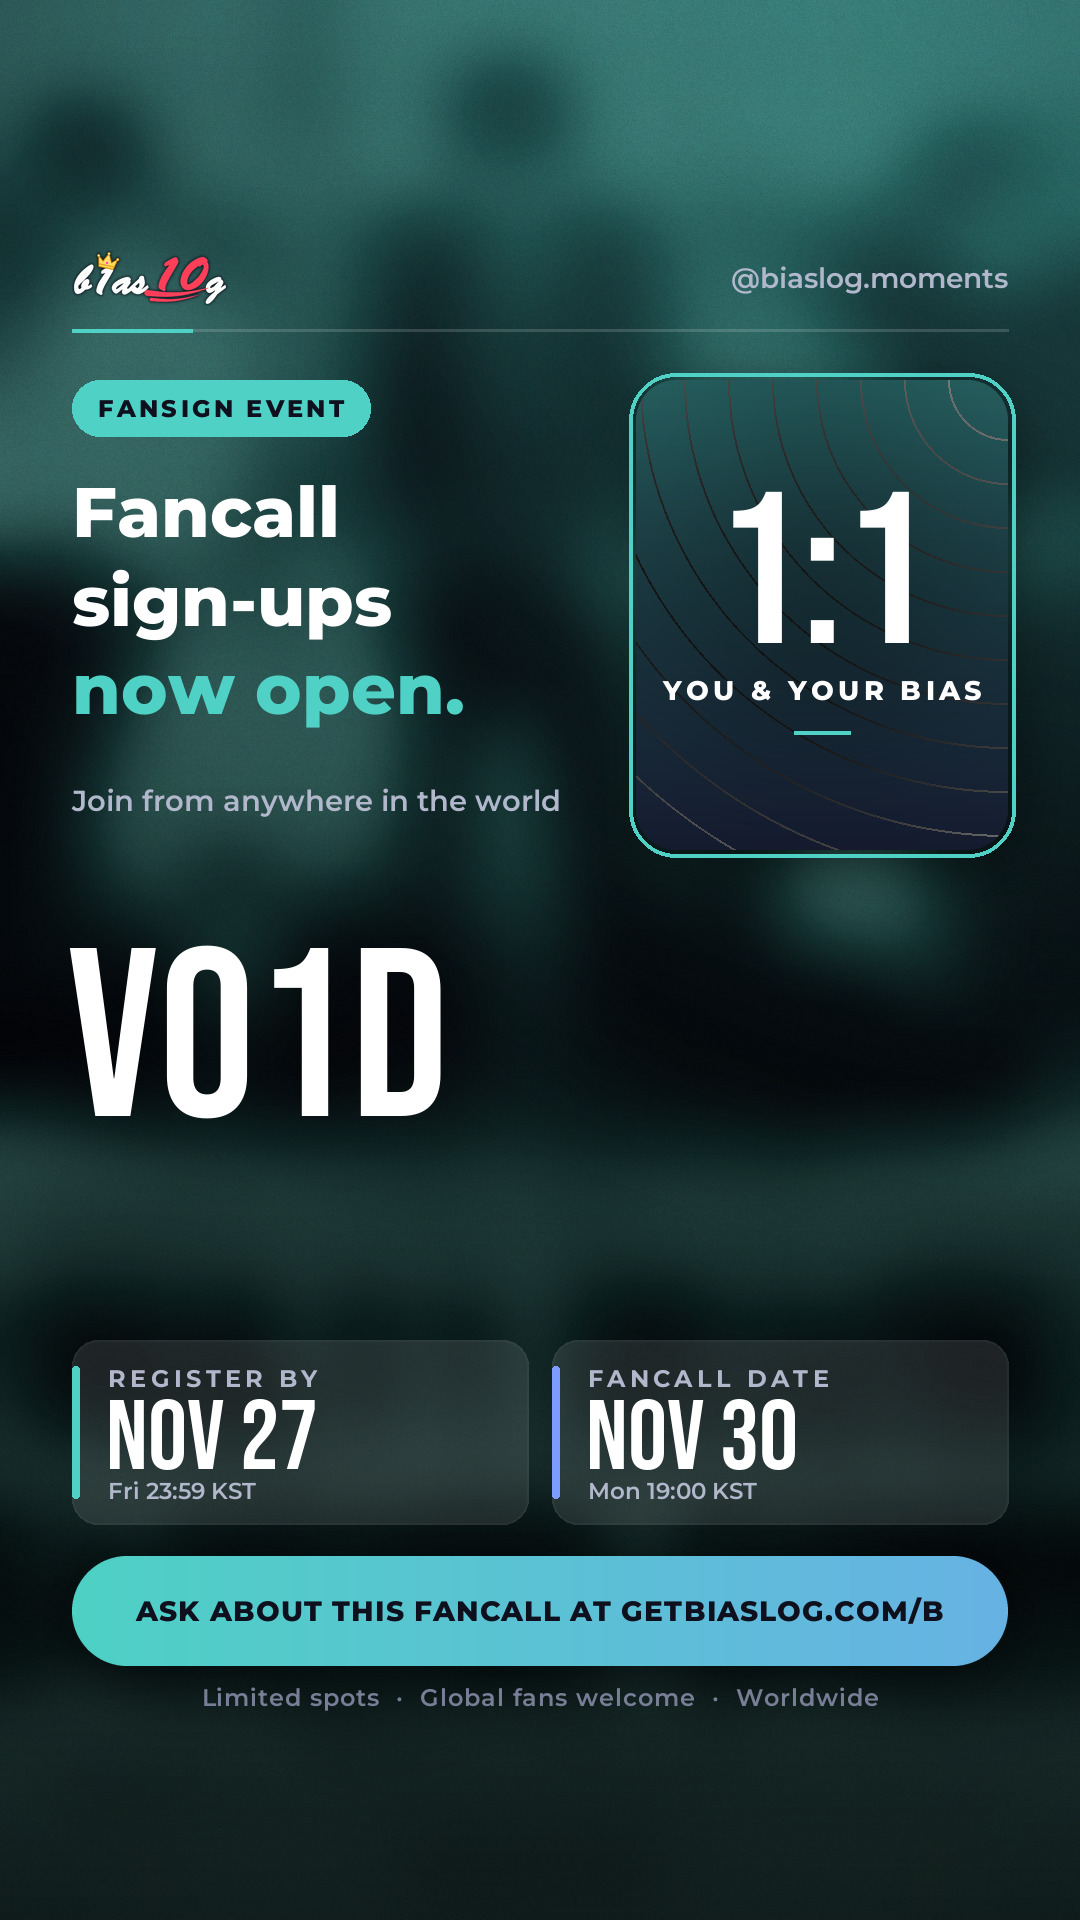 b1as10g
@biaslog.moments
FANSIGN EVENT
Fancall
sign-ups
now open.
Join from anywhere in the world
1:1
YOU & YOUR BIAS
V01D
REGISTER BY
NOV 27
Fri 23:59 KST
FANCALL DATE
NOV 30
Mon 19:00 KST
ASK ABOUT THIS FANCALL AT GETBIASLOG.COM/B
Limited spots · Global fans welcome · Worldwide